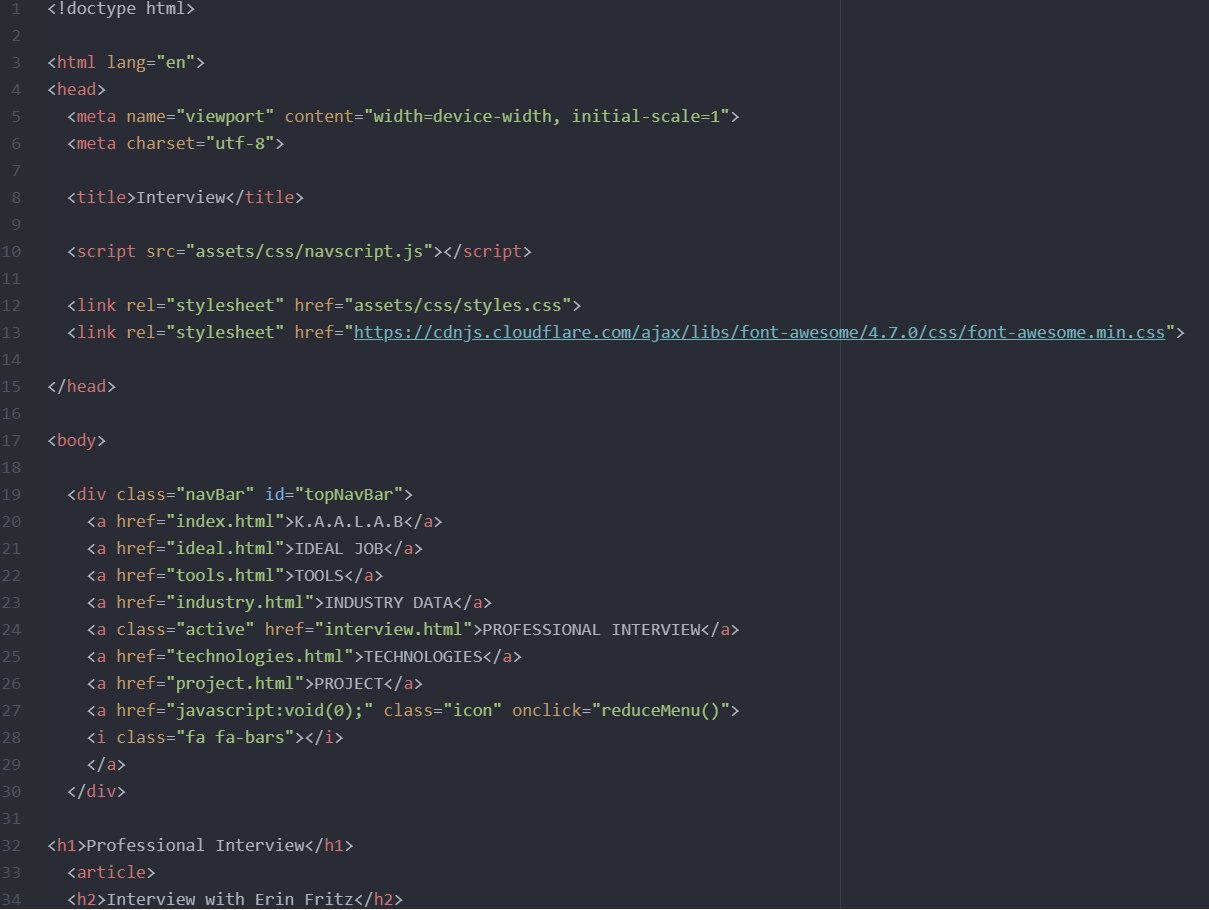 1 <!doctype html>
2
3 <html lang="en">
4 <head>
5   <meta name="viewport" content="width=device-width, initial-scale=1">
6   <meta charset="utf-8">
7
8   <title>Interview</title>
9
10   <script src="assets/css/navscript.js"></script>
11
12   <link rel="stylesheet" href="assets/css/styles.css">
13   <link rel="stylesheet" href="https://cdnjs.cloudflare.com/ajax/libs/font-awesome/4.7.0/css/font-awesome.min.css">
14
15 </head>
16
17 <body>
18
19   <div class="navBar" id="topNavBar">
20     <a href="index.html">K.A.A.L.A.B</a>
21     <a href="ideal.html">IDEAL JOB</a>
22     <a href="tools.html">TOOLS</a>
23     <a href="industry.html">INDUSTRY DATA</a>
24     <a class="active" href="interview.html">PROFESSIONAL INTERVIEW</a>
25     <a href="technologies.html">TECHNOLOGIES</a>
26     <a href="project.html">PROJECT</a>
27     <a href="javascript:void(0);" class="icon" onclick="reduceMenu()">
28     <i class="fa fa-bars"></i>
29     </a>
30   </div>
31
32 <h1>Professional Interview</h1>
33   <article>
34   <h2>Interview with Erin Fritz</h2>